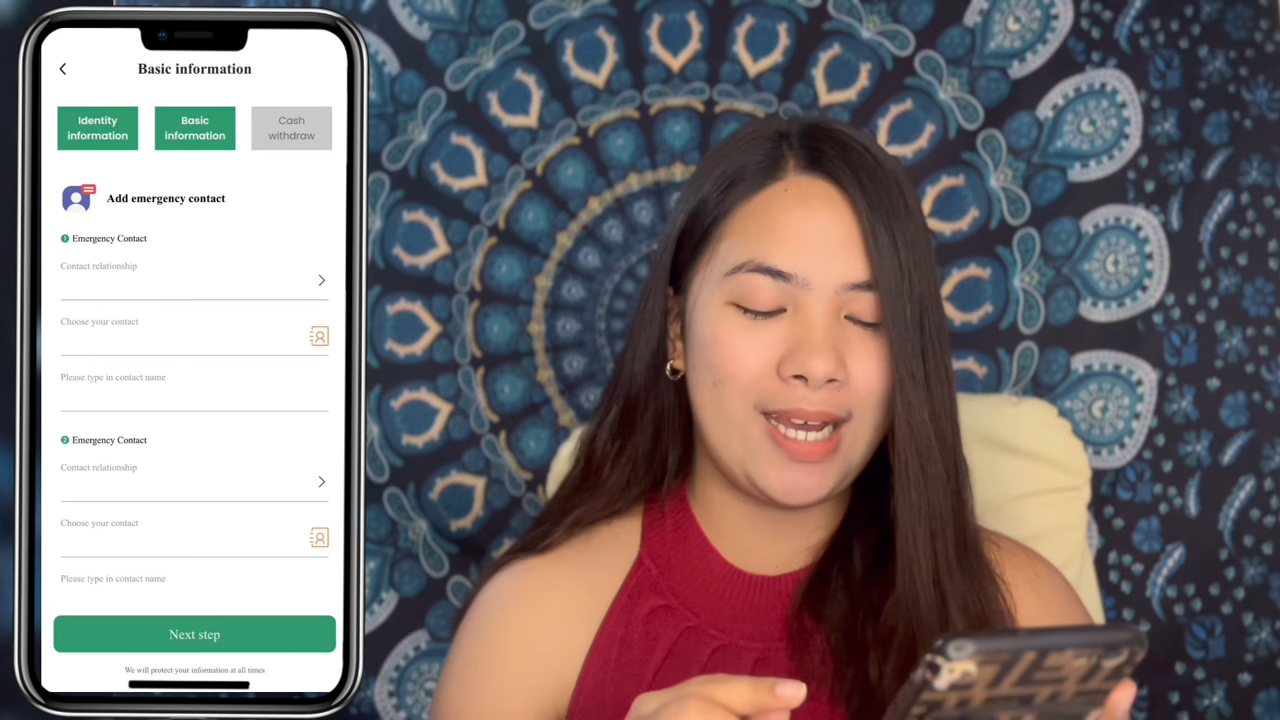 Basic information
Identity
information
Basic
information
Cash
withdraw
Add emergency contact
1 Emergency Contact
Contact relationship
Choose your contact
Please type in contact name
2 Emergency Contact
Contact relationship
Choose your contact
Please type in contact name
Next step
We will protect your information at all times